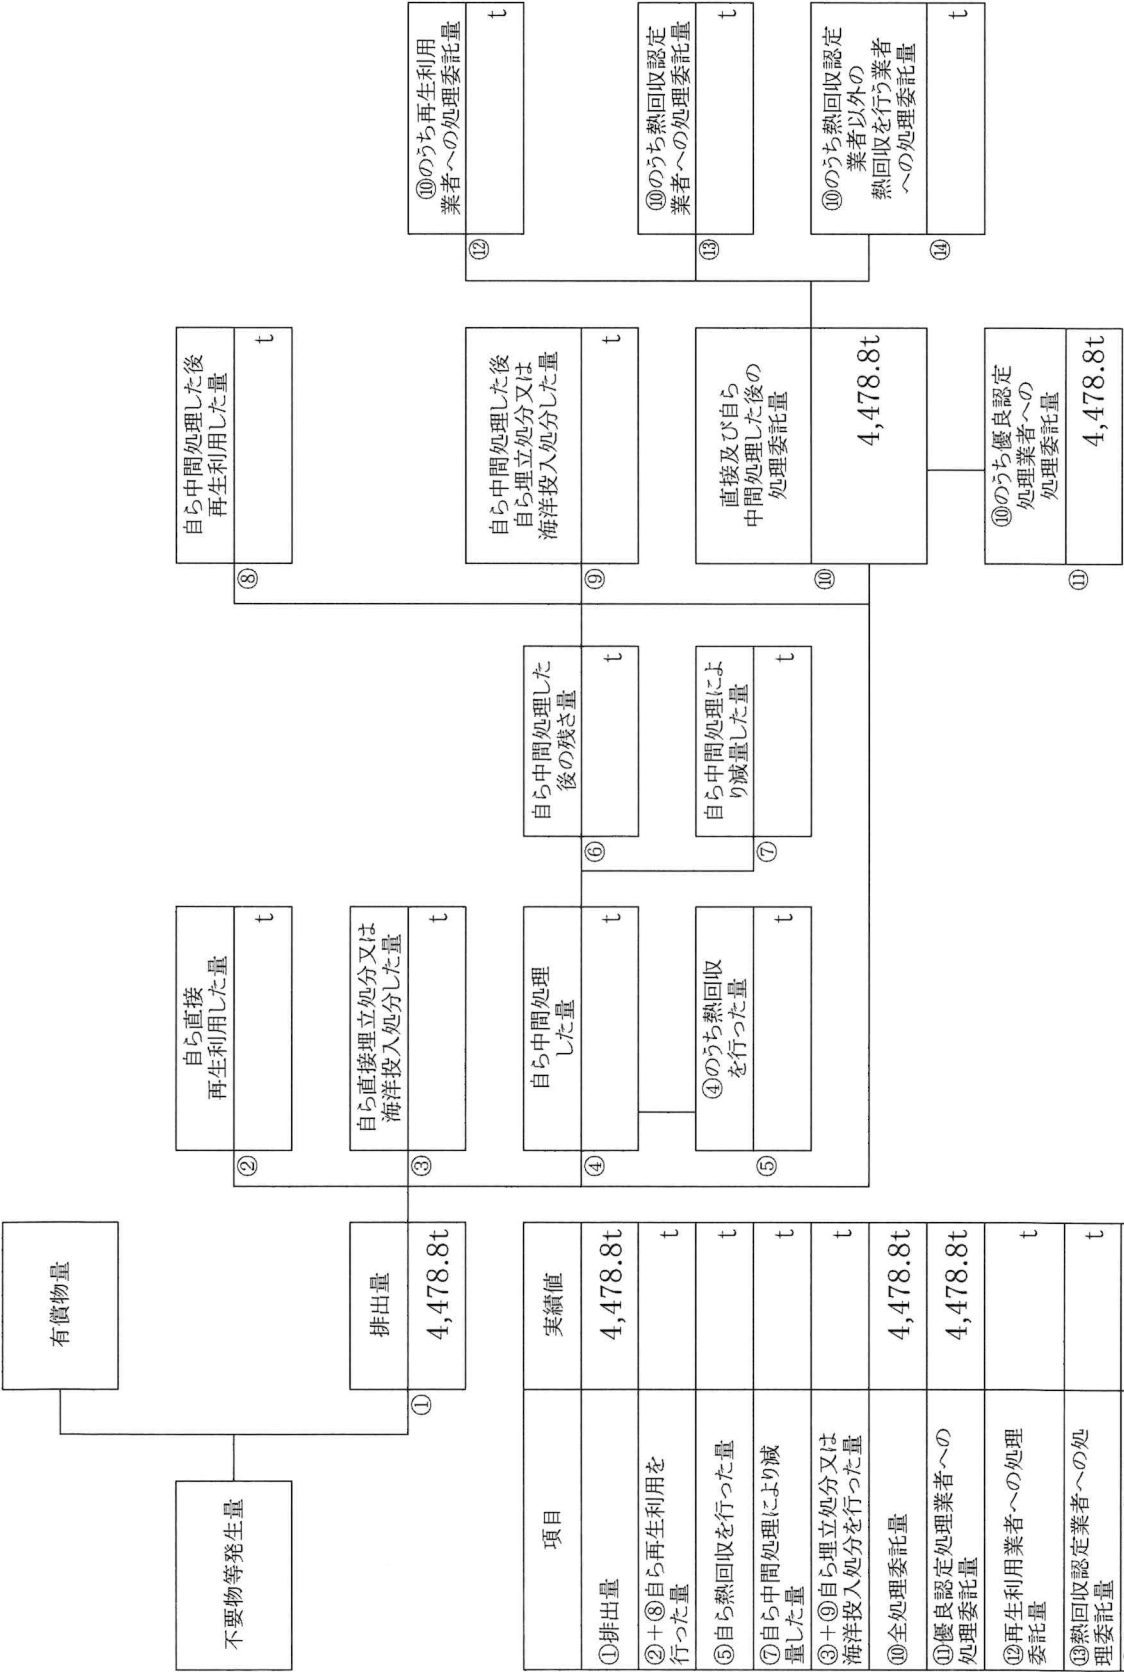 不要物等発生量
有償物量
排出量
①
4,478.8t
自ら直接
再生利用した量
②
t
自ら直接埋立処分又は
海洋投入処分した量
③
t
自ら中間処理
した量
④
t
④のうち熱回収
を行った量
⑤
t
自ら中間処理した
後の残さ量
⑥
t
自ら中間処理によ
り減量した量
⑦
t
自ら中間処理した後
再生利用した量
⑧
t
自ら中間処理した後
自ら埋立処分又は
海洋投入処分した量
⑨
t
直接及び自ら
中間処理した後の
処理委託量
⑩
4,478.8t
⑩のうち優良認定
処理業者への
処理委託量
⑪
4,478.8t
⑩のうち再生利用
業者への処理委託量
⑫
t
⑩のうち熱回収認定
業者への処理委託量
⑬
t
⑩のうち熱回収認定
業者以外の
熱回収を行う業者
への処理委託量
⑭
t
項目
実績値
①排出量
4,478.8t
②+⑧自ら再生利用を
行った量
t
⑤自ら熱回収を行った量
t
⑦自ら中間処理により減
量した量
t
③+⑨自ら埋立処分又は
海洋投入処分を行った量
t
⑩全処理委託量
4,478.8t
⑪優良認定処理業者への
処理委託量
4,478.8t
⑫再生利用業者への処理
委託量
t
⑬熱回収認定業者への処
理委託量
t